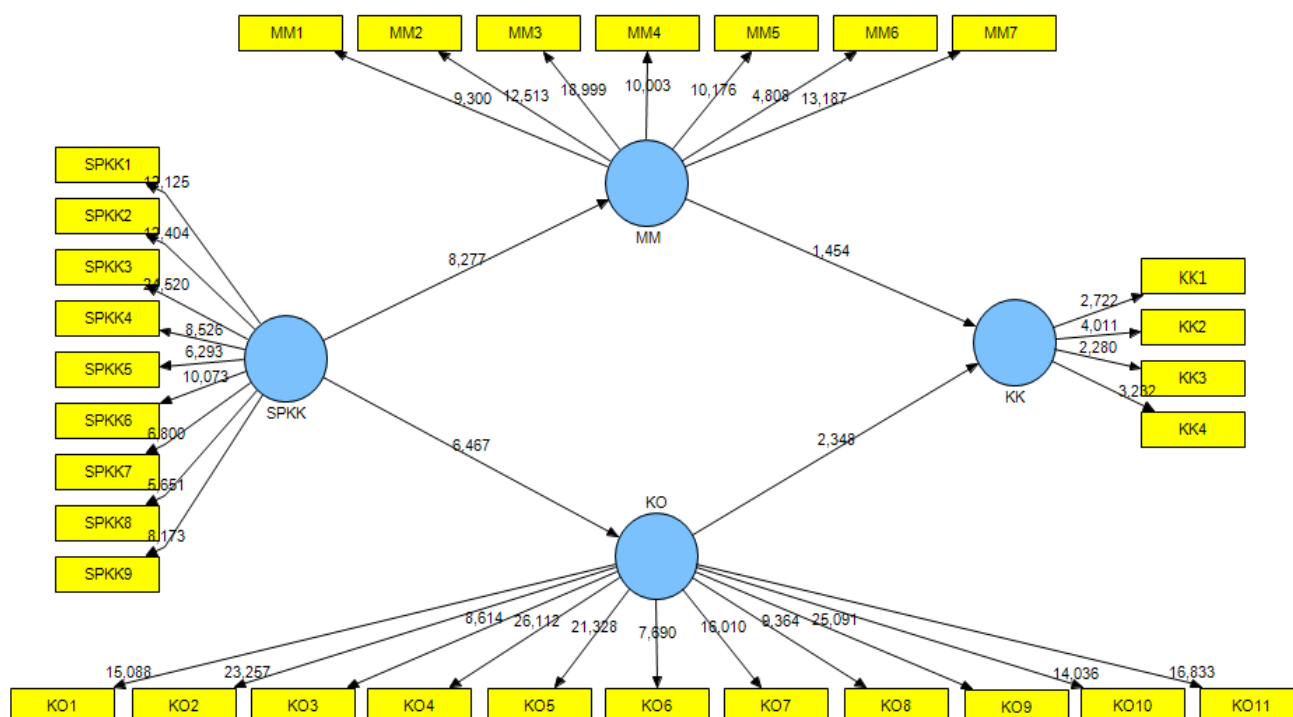 MM1
MM2
MM3
MM4
MM5
MM6
MM7
9,300
12,513
18,999
10,003
10,176
4,808
13,187
MM
SPKK1
SPKK2
SPKK3
SPKK4
SPKK5
SPKK6
SPKK7
SPKK8
SPKK9
12,125
12,404
24,520
8,526
6,293
10,073
6,800
5,651
8,173
SPKK
8,277
6,467
1,454
2,348
KK
2,722
4,011
2,280
3,232
KK1
KK2
KK3
KK4
KO
15,088
23,257
8,614
26,112
21,328
7,690
16,010
9,364
25,091
14,036
16,833
KO1
KO2
KO3
KO4
KO5
KO6
KO7
KO8
KO9
KO10
KO11